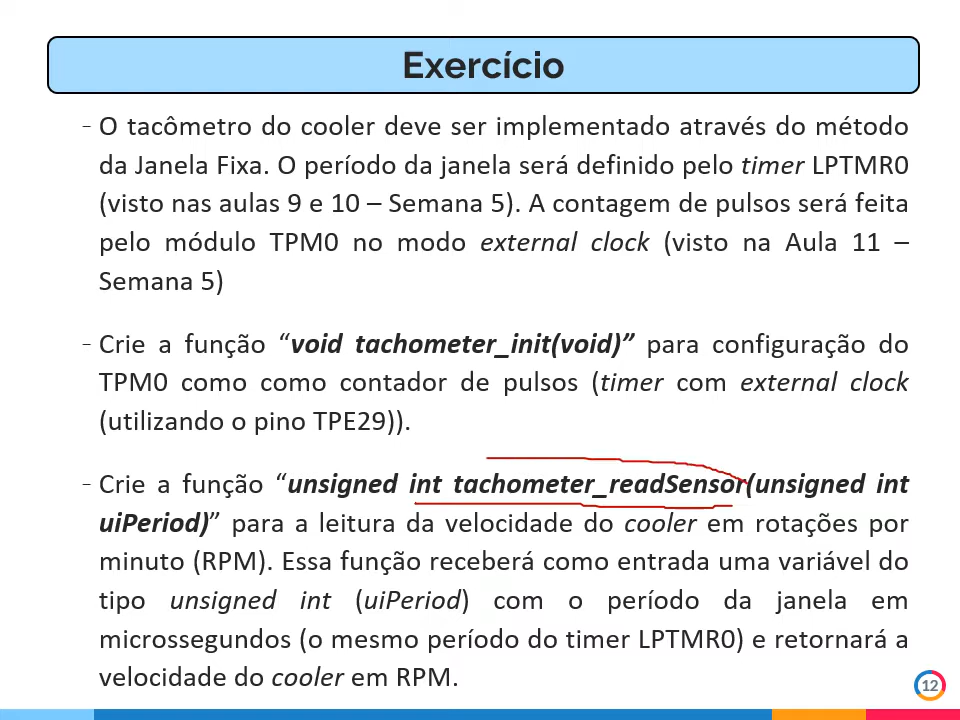 Exercício
- O tacômetro do cooler deve ser implementado através do método
da Janela Fixa. O período da janela será definido pelo timer LPTMR0
(visto nas aulas 9 e 10 – Semana 5). A contagem de pulsos será feita
pelo módulo TPM0 no modo external clock (visto na Aula 11 –
Semana 5)
- Crie a função “void tachometer_init(void)” para configuração do
TPM0 como como contador de pulsos (timer com external clock
(utilizando o pino TPE29)).
- Crie a função “unsigned int tachometer_readSensor(unsigned int
uiPeriod)” para a leitura da velocidade do cooler em rotações por
minuto (RPM). Essa função receberá como entrada uma variável do
tipo unsigned int (uiPeriod) com o período da janela em
microssegundos (o mesmo período do timer LPTMR0) e retornará a
velocidade do cooler em RPM.
12